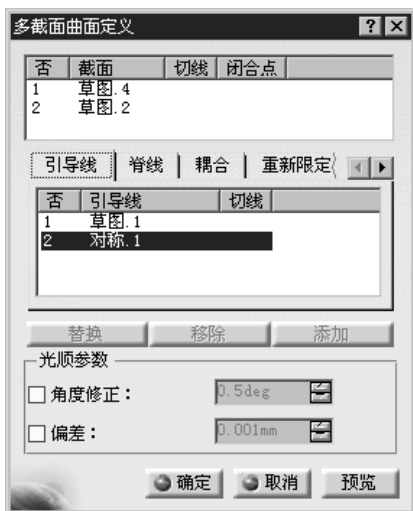 多截面曲面定义
否 截面 切线 闭合点
1 草图.4
2 草图.2
引导线 脊线 耦合 重新限定
否 引导线 切线
1 草图.1
2 对称.1
替换 移除 添加
光顺参数
角度修正： 0.5deg
偏差： 0.001mm
确定 取消 预览